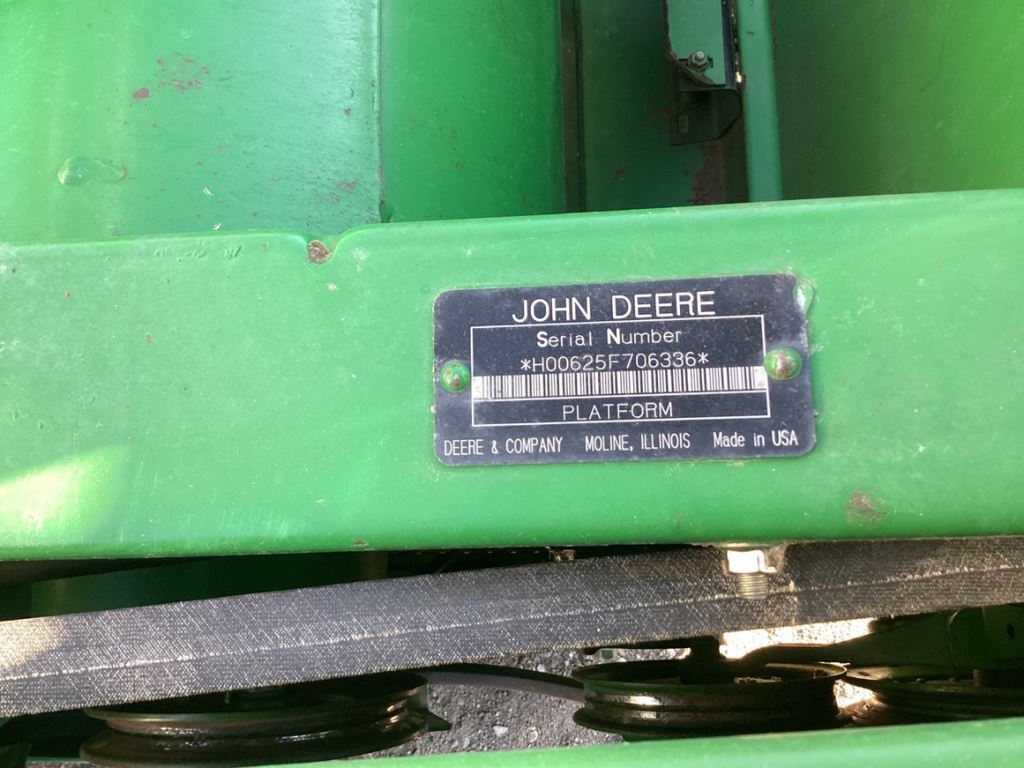 JOHN DEERE
Serial Number
*H00625F706336*
PLATFORM
DEERE & COMPANY MOLINE, ILLINOIS Made in USA